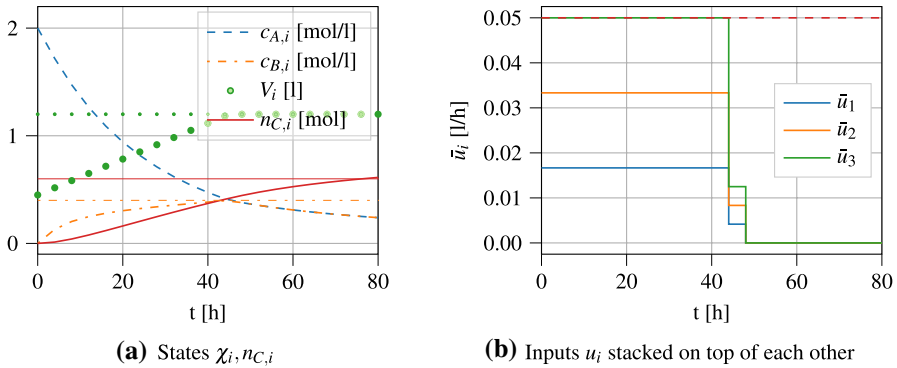 2
1
0
0
20
40
60
80
t [h]
c_{A,i} [mol/l]
c_{B,i} [mol/l]
V_i [l]
n_{C,i} [mol]
(a) States χ_i, n_{C,i}
0.05
0.04
0.03
0.02
0.01
0.00
ū_i [l/h]
0
20
40
60
80
t [h]
ū_1
ū_2
ū_3
(b) Inputs u_i stacked on top of each other